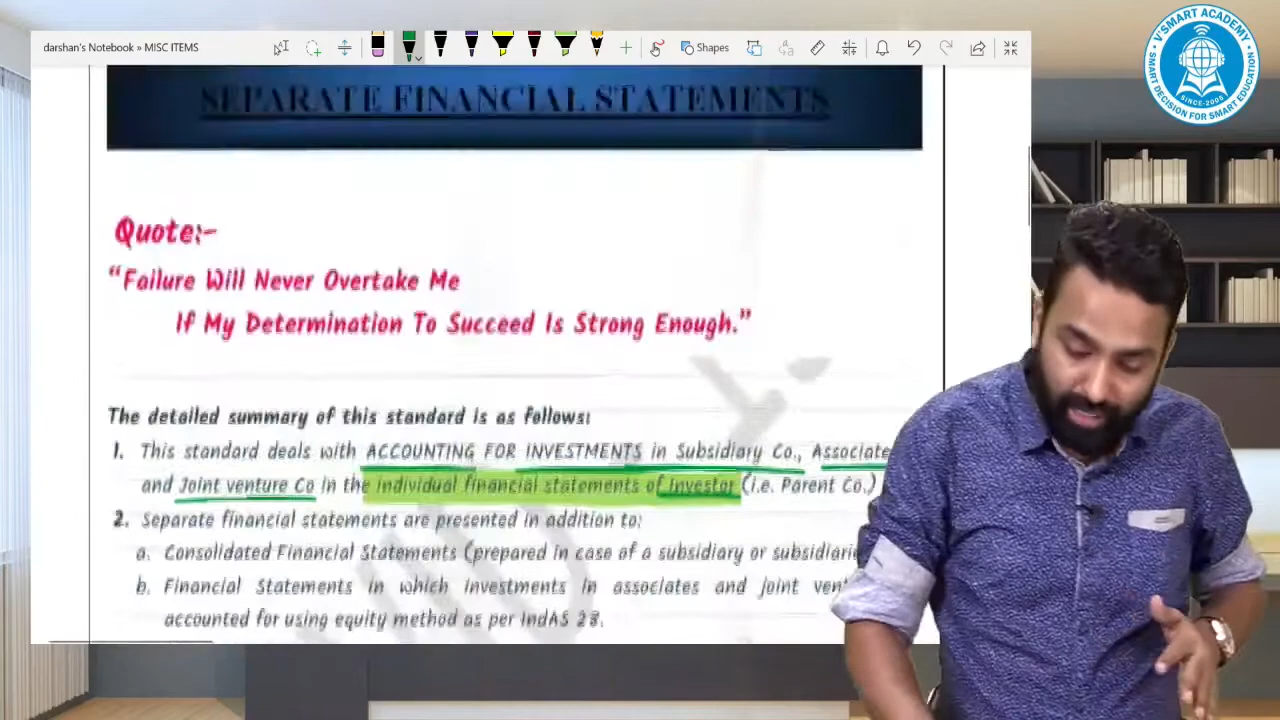 darshan's Notebook » MISC ITEMS
Shapes
V'SMART ACADEMY
SINCE-2005
SMART DECISION FOR SMART EDUCATION
SEPARATE FINANCIAL STATEMENTS
Quote:-
“Failure Will Never Overtake Me
If My Determination To Succeed Is Strong Enough.”
The detailed summary of this standard is as follows:
1. This standard deals with ACCOUNTING FOR INVESTMENTS in Subsidiary Co., Associate
and Joint venture Co in the individual financial statements of Investor (i.e. Parent Co.)
2. Separate financial statements are presented in addition to:
a. Consolidated Financial Statements (prepared in case of a subsidiary or subsidiarie
b. Financial Statements in which investments in associates and joint ven
accounted for using equity method as per IndAS 28.